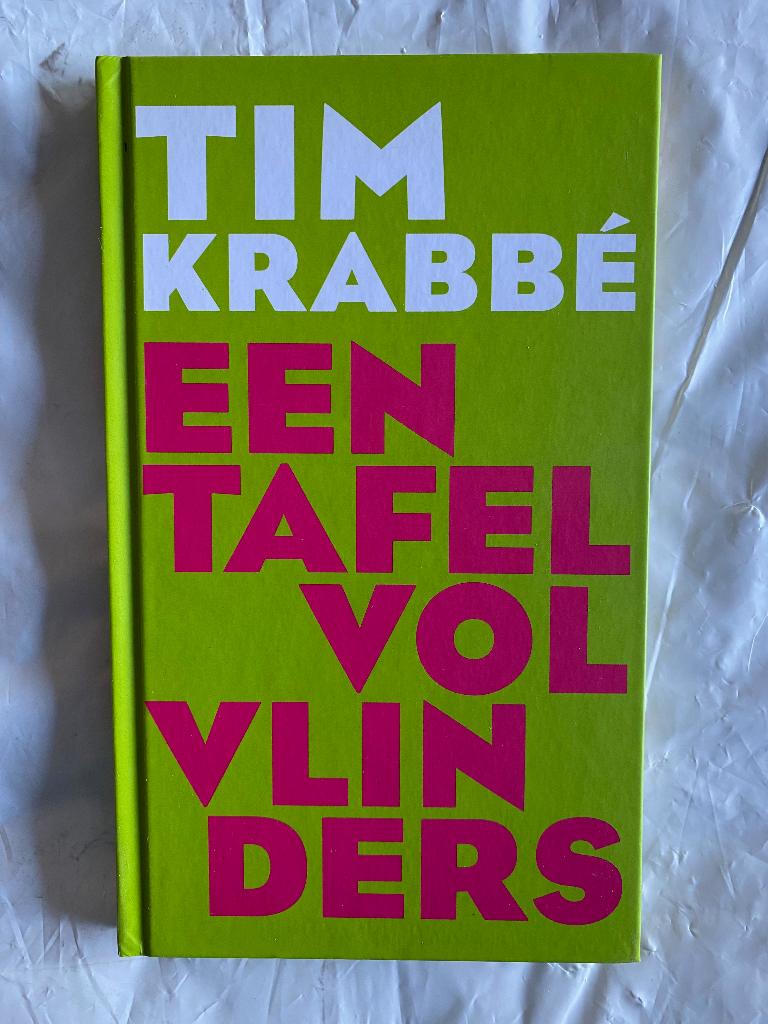 TIM
KRABBÉ
EEN
TAFEL
VOL
VLIN
DERS